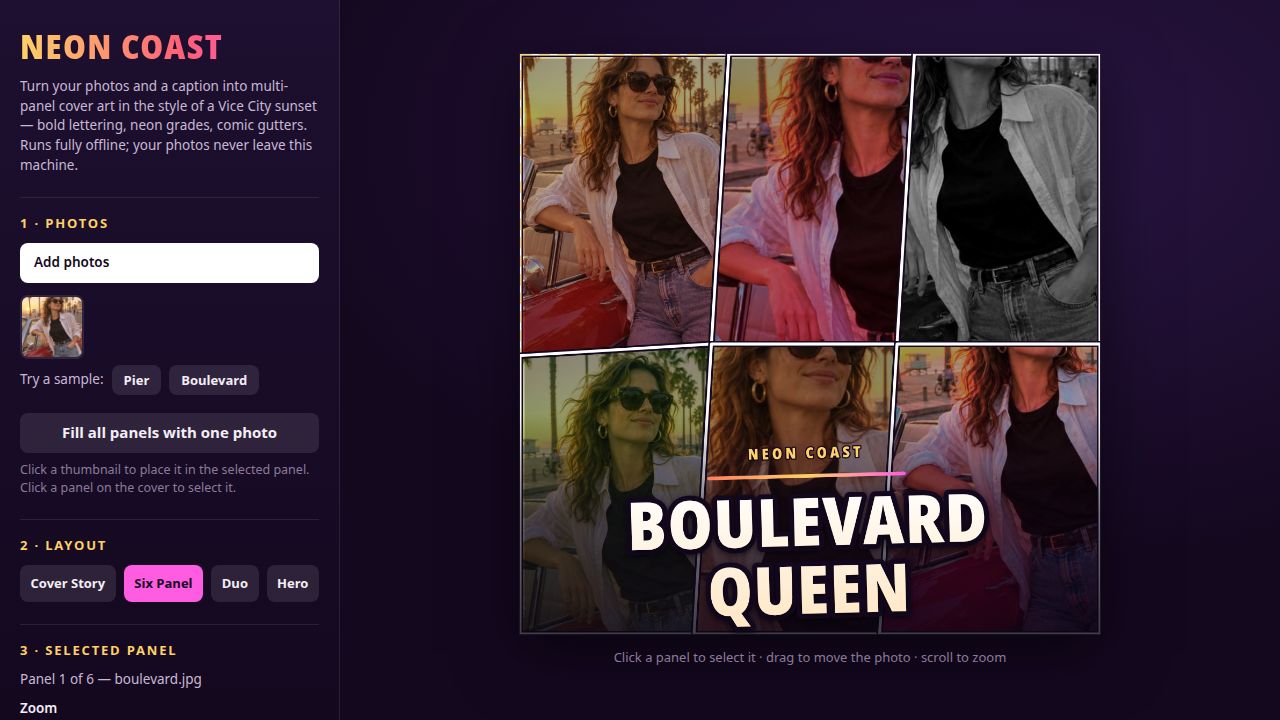 NEON COAST
Turn your photos and a caption into multi-
panel cover art in the style of a Vice City sunset
— bold lettering, neon grades, comic gutters.
Runs fully offline; your photos never leave this
machine.
1 · PHOTOS
Add photos
Try a sample: Pier Boulevard
Fill all panels with one photo
Click a thumbnail to place it in the selected panel.
Click a panel on the cover to select it.
2 · LAYOUT
Cover Story Six Panel Duo Hero
3 · SELECTED PANEL
Panel 1 of 6 — boulevard.jpg
Zoom
NEON COAST
BOULEVARD
QUEEN
Click a panel to select it · drag to move the photo · scroll to zoom